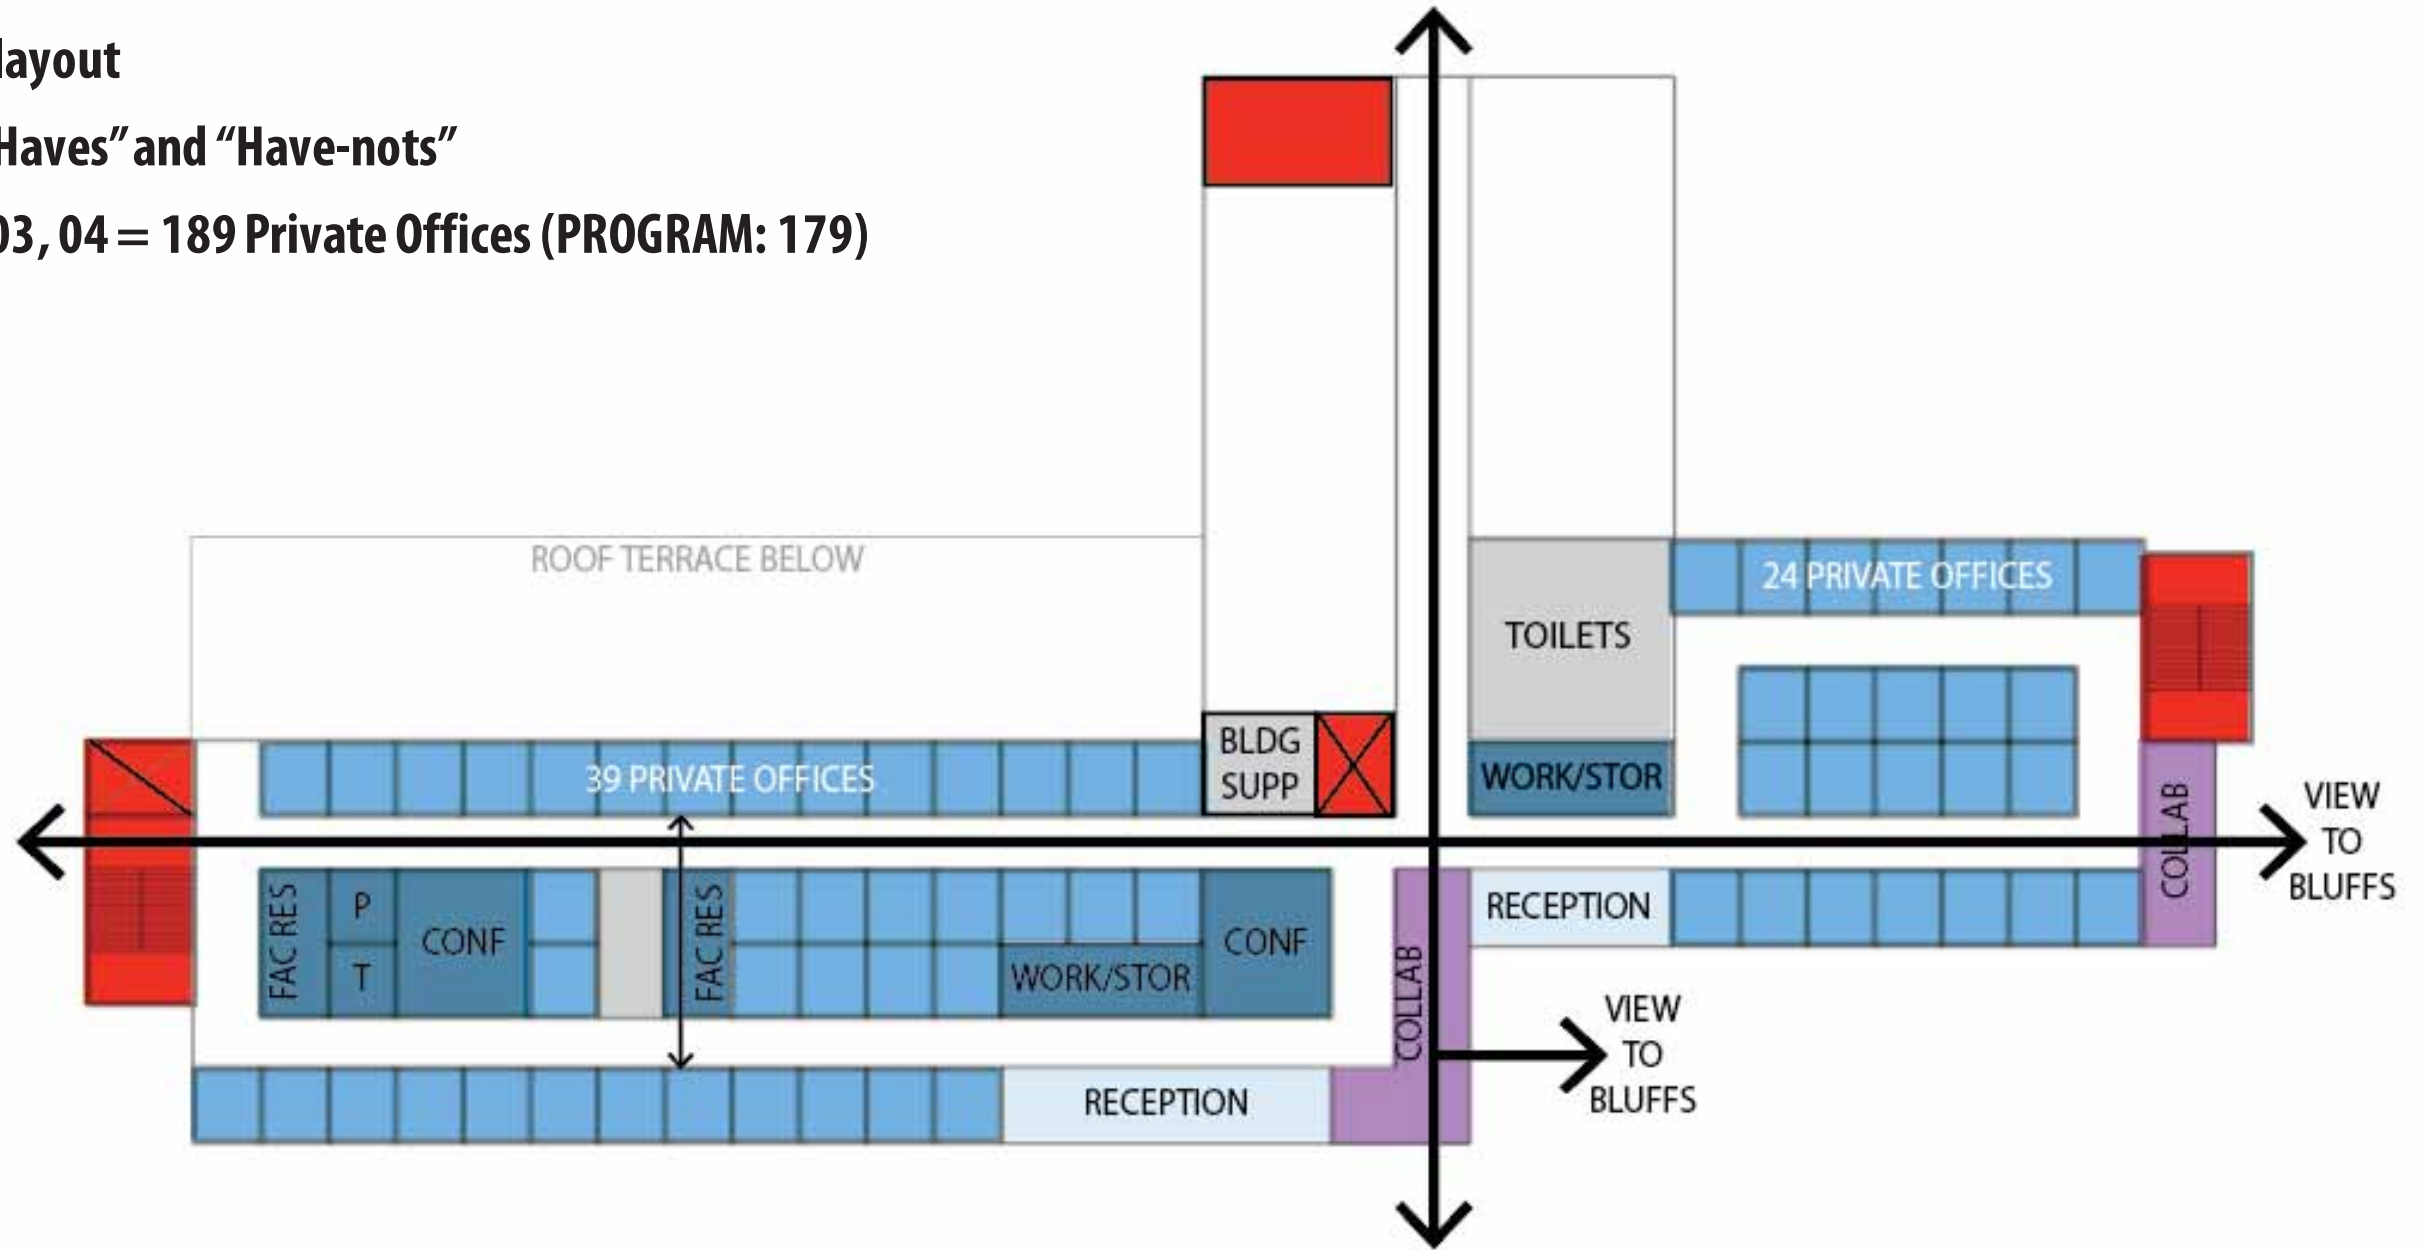 layout
Haves” and “Have-nots”
03, 04 = 189 Private Offices (PROGRAM: 179)
ROOF TERRACE BELOW
24 PRIVATE OFFICES
TOILETS
BLDG
SUPP
39 PRIVATE OFFICES
WORK/STOR
COLLAB
VIEW
TO
BLUFFS
FAC RES
P
T
CONF
FAC RES
WORK/STOR
CONF
COLLAB
RECEPTION
VIEW
TO
BLUFFS
RECEPTION